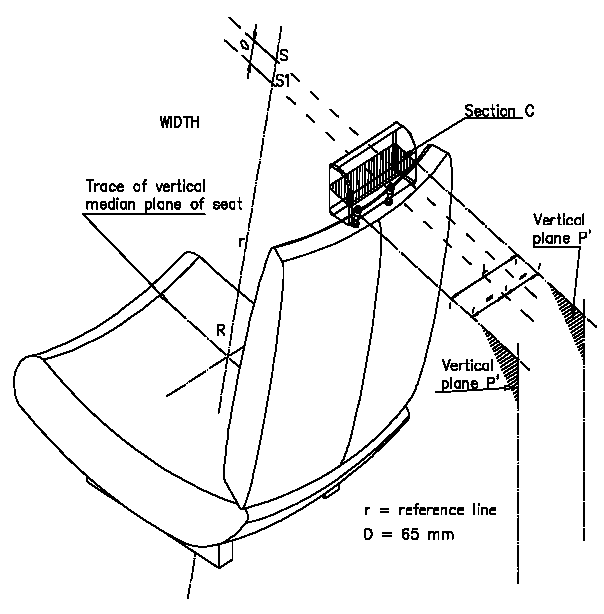 D
S
S1
Section C
WIDTH
Trace of vertical
median plane of seat
Vertical
plane P'
r
R
Vertical
plane P'
r = reference line
D = 65 mm